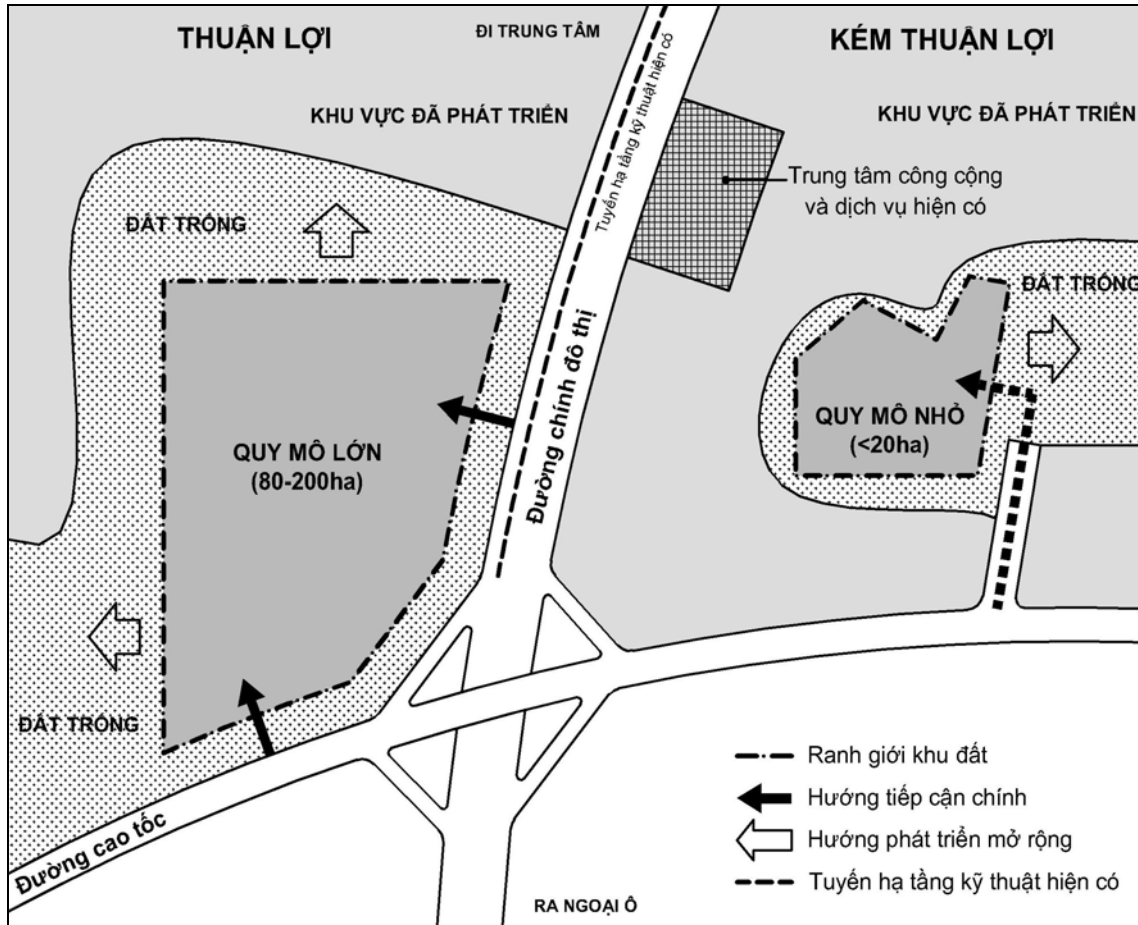 THUẬN LỢI
ĐI TRUNG TÂM
KÉM THUẬN LỢI
KHU VỰC ĐÃ PHÁT TRIỂN
KHU VỰC ĐÃ PHÁT TRIỂN
Tuyến hạ tầng kỹ thuật hiện có
Trung tâm công cộng
và dịch vụ hiện có
ĐẤT TRỐNG
ĐẤT TRỐNG
Đường chính đô thị
QUY MÔ NHỎ
(<20ha)
QUY MÔ LỚN
(80-200ha)
ĐẤT TRỐNG
Ranh giới khu đất
Hướng tiếp cận chính
Hướng phát triển mở rộng
Tuyến hạ tầng kỹ thuật hiện có
Đường cao tốc
RA NGOẠI Ô